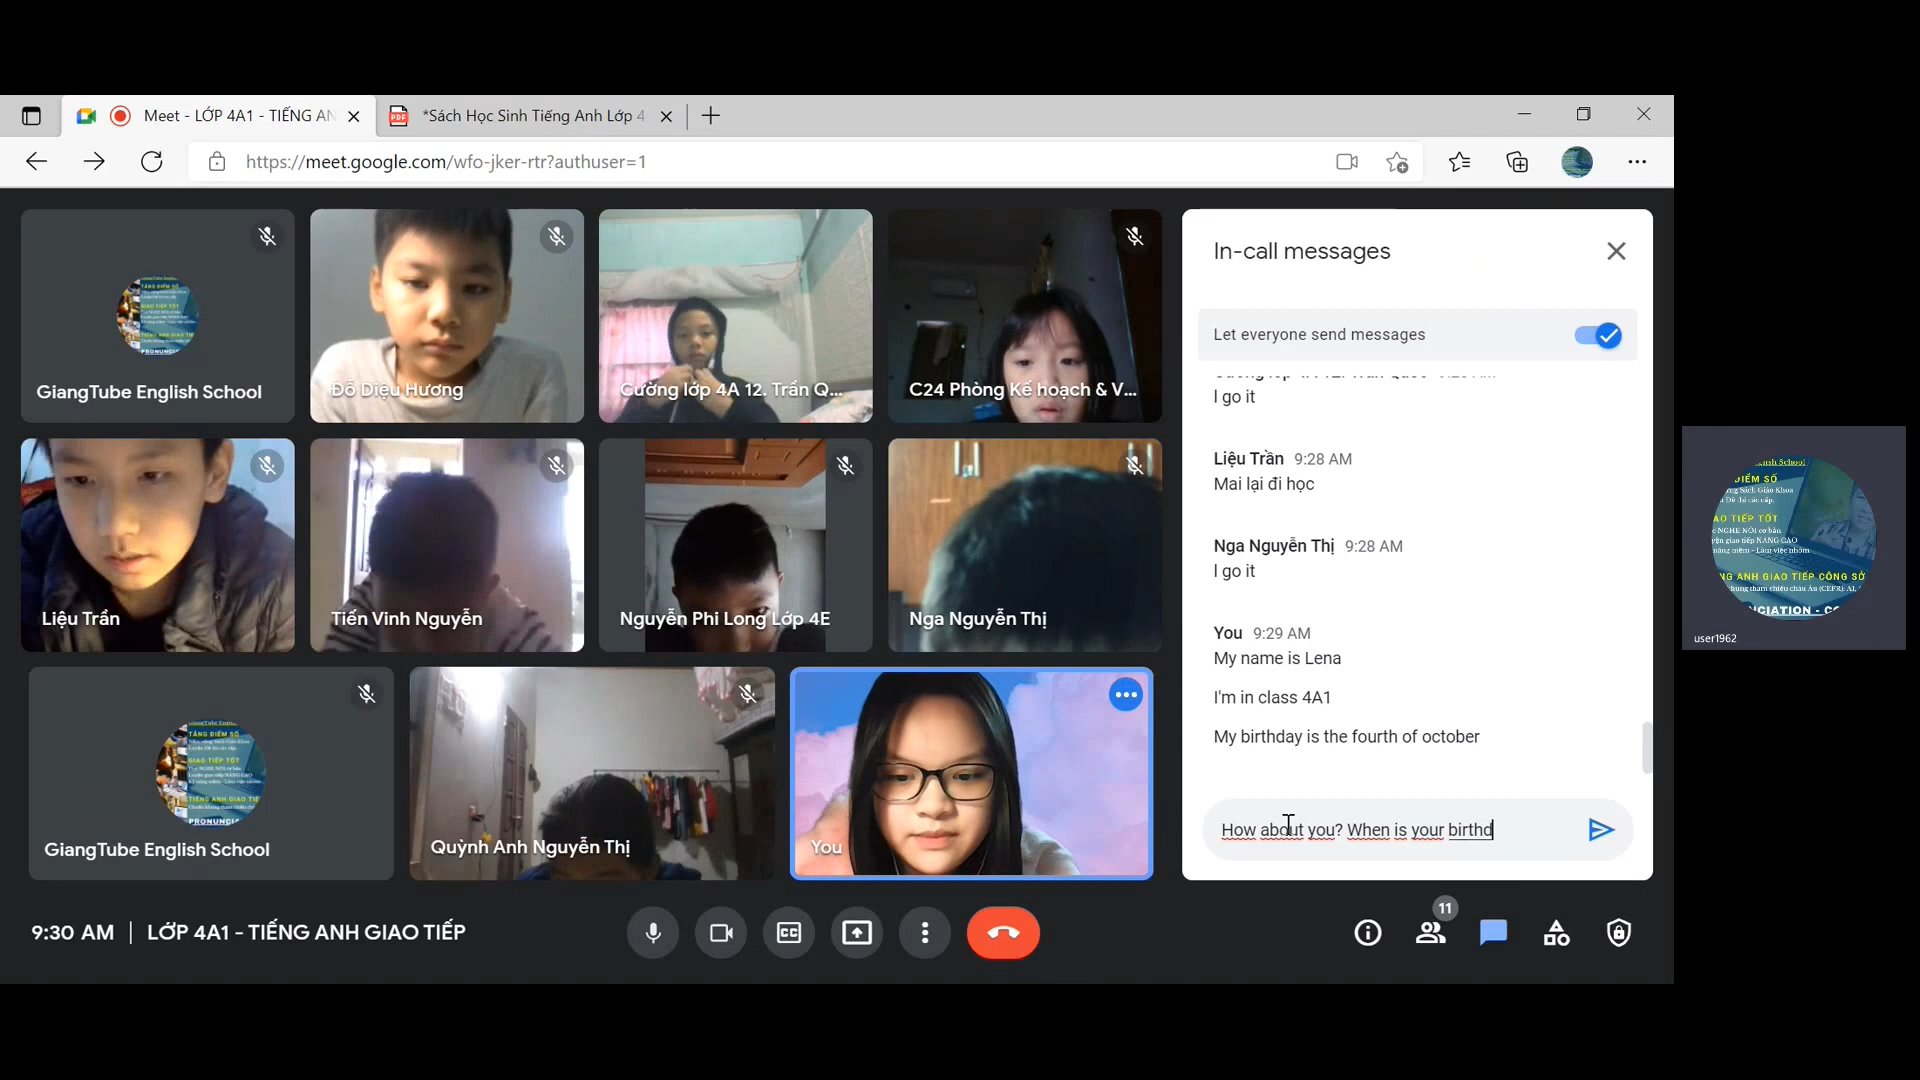 Meet - LỚP 4A1 - TIẾNG AN
*Sách Học Sinh Tiếng Anh Lớp 4
https://meet.google.com/wfo-jker-rtr?authuser=1
GiangTube English School
Đỗ Diệu Hương
Cường lớp 4A 12. Trần Q...
C24 Phòng Kế hoạch & V...
Liệu Trần
Tiến Vinh Nguyễn
Nguyễn Phi Long Lớp 4E
Nga Nguyễn Thị
GiangTube English School
Quỳnh Anh Nguyễn Thị
You
In-call messages
Let everyone send messages
I go it
Liệu Trần 9:28 AM
Mai lại đi học
Nga Nguyễn Thị 9:28 AM
I go it
You 9:29 AM
My name is Lena
I'm in class 4A1
My birthday is the fourth of october
How about you? When is your birthd
9:30 AM | LỚP 4A1 - TIẾNG ANH GIAO TIẾP
CC
11
user1962